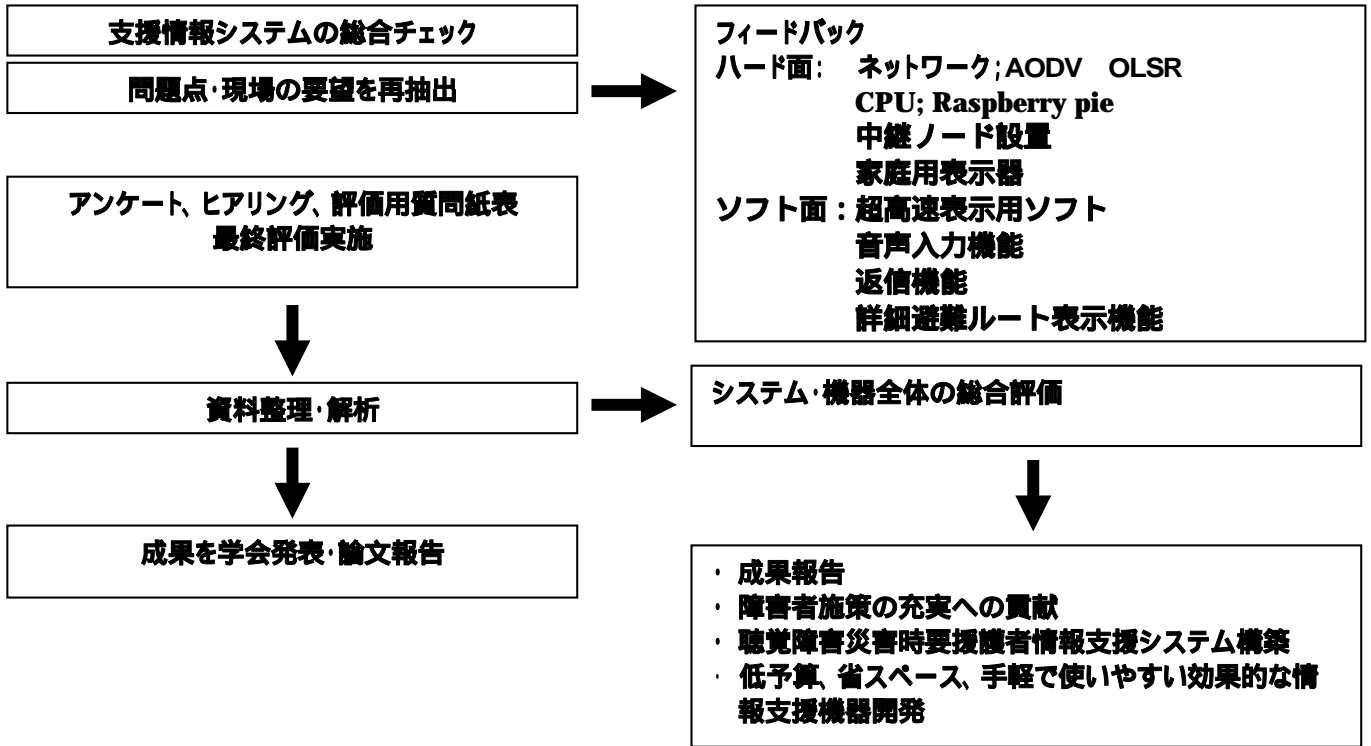 支援情報システムの総合チェック
問題点・現場の要望を再抽出
アンケート、ヒアリング、評価用質問紙表
最終評価実施
資料整理・解析
成果を学会発表・論文報告
フィードバック
ハード面： ネットワーク；AODV OLSR
CPU; Raspberry pie
中継ノード設置
家庭用表示器
ソフト面：超高速表示用ソフト
音声入力機能
返信機能
詳細避難ルート表示機能
システム・機器全体の総合評価
・ 成果報告
・ 障害者施策の充実への貢献
・ 聴覚障害災害時要援護者情報支援システム構築
・ 低予算、省スペース、手軽で使いやすい効果的な情
報支援機器開発